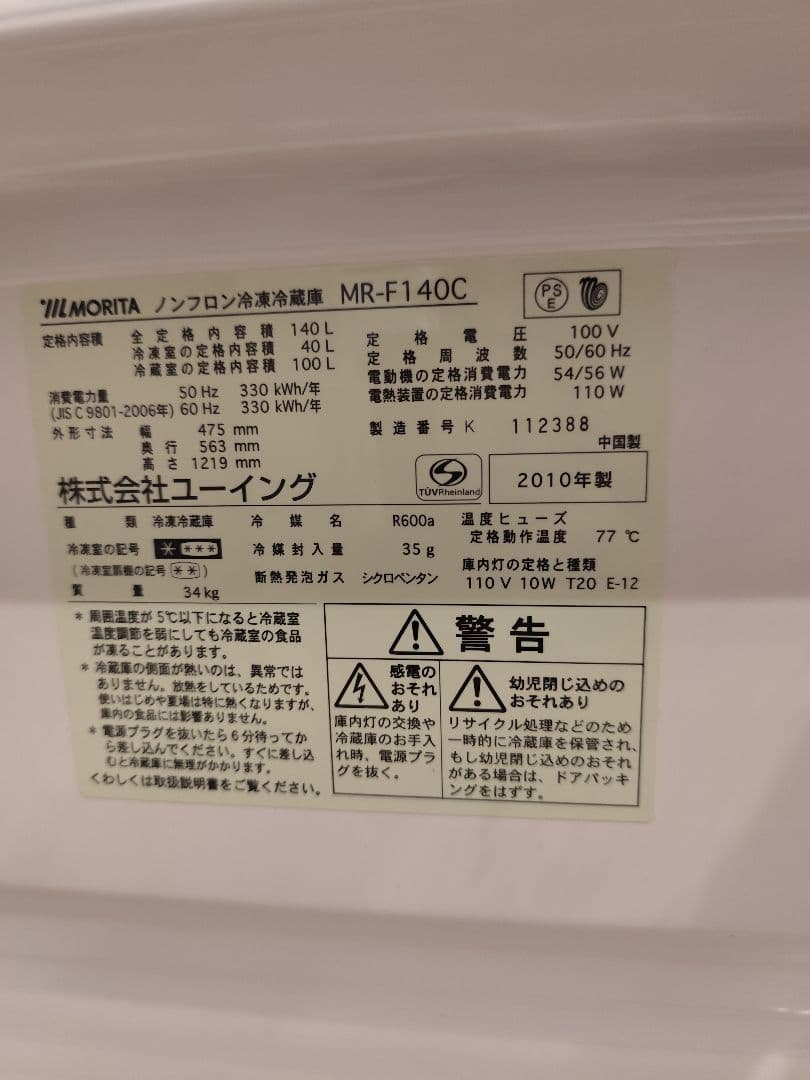 MORITA ノンフロン冷凍冷蔵庫 MR-F140C
PSE
定格内容積 全定格内容積 140 L
冷凍室の定格内容積 40 L
冷蔵室の定格内容積 100 L
消費電力量 50 Hz 330 kWh/年
(JIS C 9801-2006年) 60 Hz 330 kWh/年
外形寸法 幅 475 mm
奥行 563 mm
高さ 1219 mm
定格電圧 100 V
定格周波数 50/60 Hz
電動機の定格消費電力 54/56 W
電熱装置の定格消費電力 110 W
製造番号 K 112388
中国製
株式会社ユーイング
TÜVRheinland
2010年製
種類 冷凍冷蔵庫
冷凍室の記号 * ***
(冷凍室扉棚の記号 ** )
質量 34 kg
冷媒名 R600a
冷媒封入量 35 g
断熱発泡ガス シクロペンタン
温度ヒューズ
定格動作温度 77 ℃
庫内灯の定格と種類
110 V 10W T20 E-12
* 周囲温度が5℃以下になると冷蔵室
温度調節を弱にしても冷蔵室の食品
が凍ることがあります。
* 冷蔵庫の側面が熱いのは、異常では
ありません。放熱をしているためです。
使いはじめや夏場は特に熱くなりますが、
庫内の食品には影響ありません。
* 電源プラグを抜いたら6分待ってか
ら差し込んでください。すぐに差し込
むと冷蔵庫に無理がかかります。
くわしくは取扱説明書をご覧ください。
警告
感電の
おそれ
あり
庫内灯の交換や
冷蔵庫のお手入
れ時、電源プラ
グを抜く。
幼児閉じ込めの
おそれあり
リサイクル処理などのため
一時的に冷蔵庫を保管され、
もし幼児閉じ込めのおそれ
がある場合は、ドアパッキ
ングをはずす。